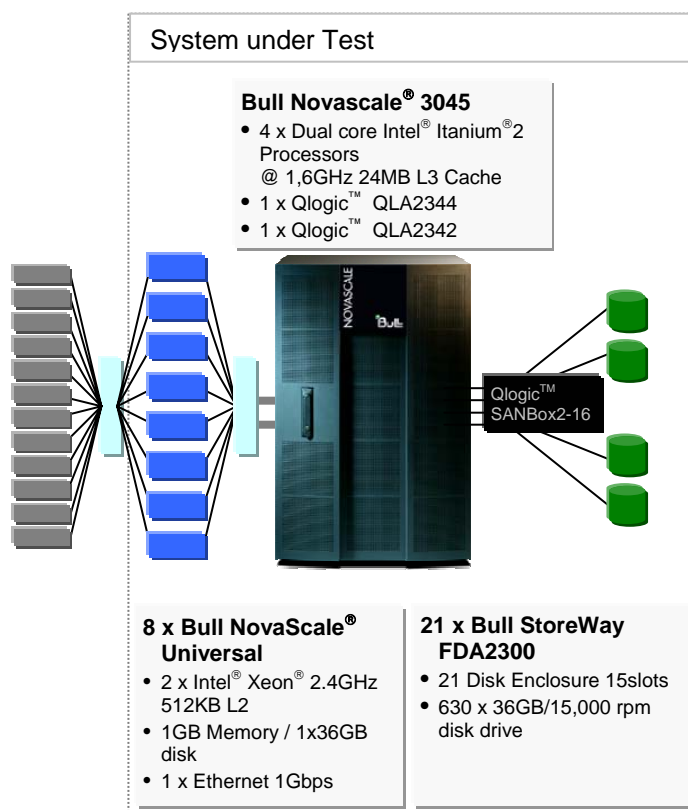 System under Test
Bull Novascale® 3045
• 4 x Dual core Intel® Itanium®2
Processors
@ 1,6GHz 24MB L3 Cache
• 1 x Qlogic™ QLA2344
• 1 x Qlogic™ QLA2342
NOVASCALE
Bull
Qlogic™
SANBox2-16
8 x Bull NovaScale®
Universal
• 2 x Intel® Xeon® 2.4GHz
512KB L2
• 1GB Memory / 1x36GB
disk
• 1 x Ethernet 1Gbps
21 x Bull StoreWay
FDA2300
• 21 Disk Enclosure 15slots
• 630 x 36GB/15,000 rpm
disk drive